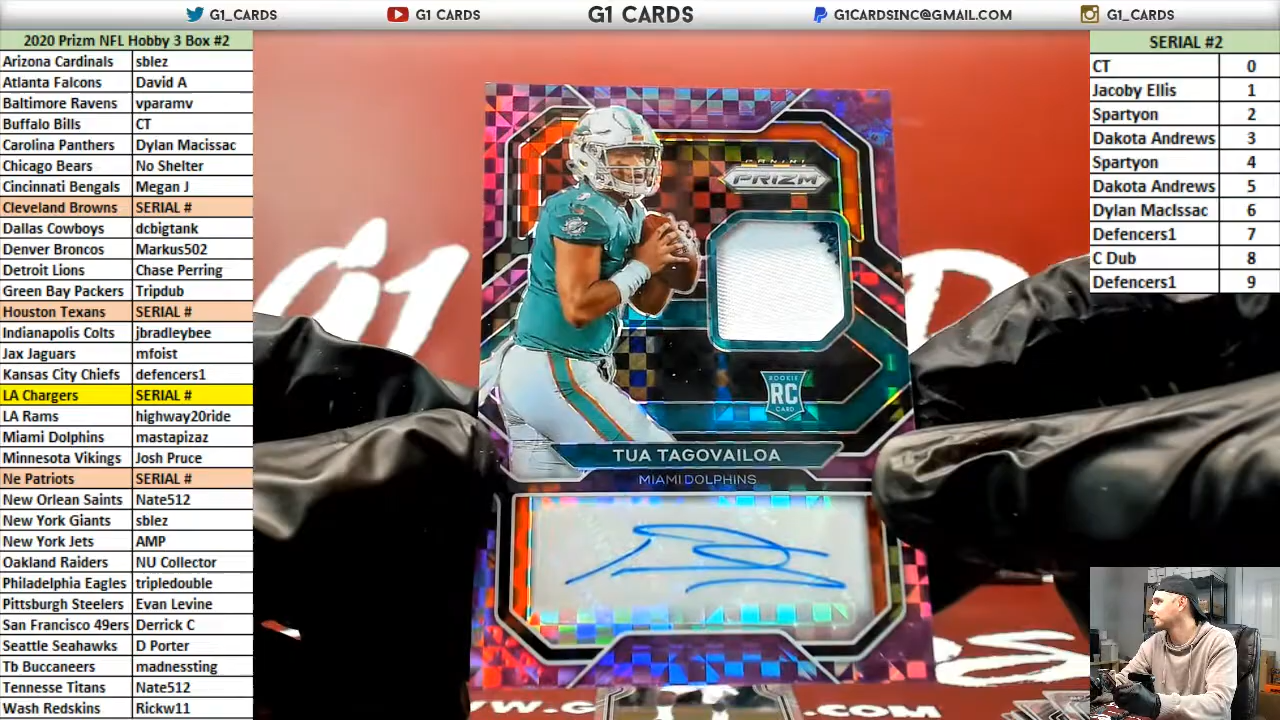 G1_CARDS
G1 CARDS
G1 CARDS
G1CARDSINC@GMAIL.COM
G1_CARDS
2020 Prizm NFL Hobby 3 Box #2
Arizona Cardinals sblez
Atlanta Falcons David A
Baltimore Ravens vparamv
Buffalo Bills CT
Carolina Panthers Dylan Macissac
Chicago Bears No Shelter
Cincinnati Bengals Megan J
Cleveland Browns SERIAL #
Dallas Cowboys dcbigtank
Denver Broncos Markus502
Detroit Lions Chase Perring
Green Bay Packers Tripdub
Houston Texans SERIAL #
Indianapolis Colts jbradleybee
Jax Jaguars mfoist
Kansas City Chiefs defencers1
LA Chargers SERIAL #
LA Rams highway20ride
Miami Dolphins mastapizaz
Minnesota Vikings Josh Pruce
Ne Patriots SERIAL #
New Orlean Saints Nate512
New York Giants sblez
New York Jets AMP
Oakland Raiders NU Collector
Philadelphia Eagles tripledouble
Pittsburgh Steelers Evan Levine
San Francisco 49ers Derrick C
Seattle Seahawks D Porter
Tb Buccaneers madnessting
Tennesse Titans Nate512
Wash Redskins Rickw11
PANINI
PRIZM
ROOKIE
RC
CARD
TUA TAGOVAILOA
MIAMI DOLPHINS
SERIAL #2
CT 0
Jacoby Ellis 1
Spartyon 2
Dakota Andrews 3
Spartyon 4
Dakota Andrews 5
Dylan MacIssac 6
Defencers1 7
C Dub 8
Defencers1 9